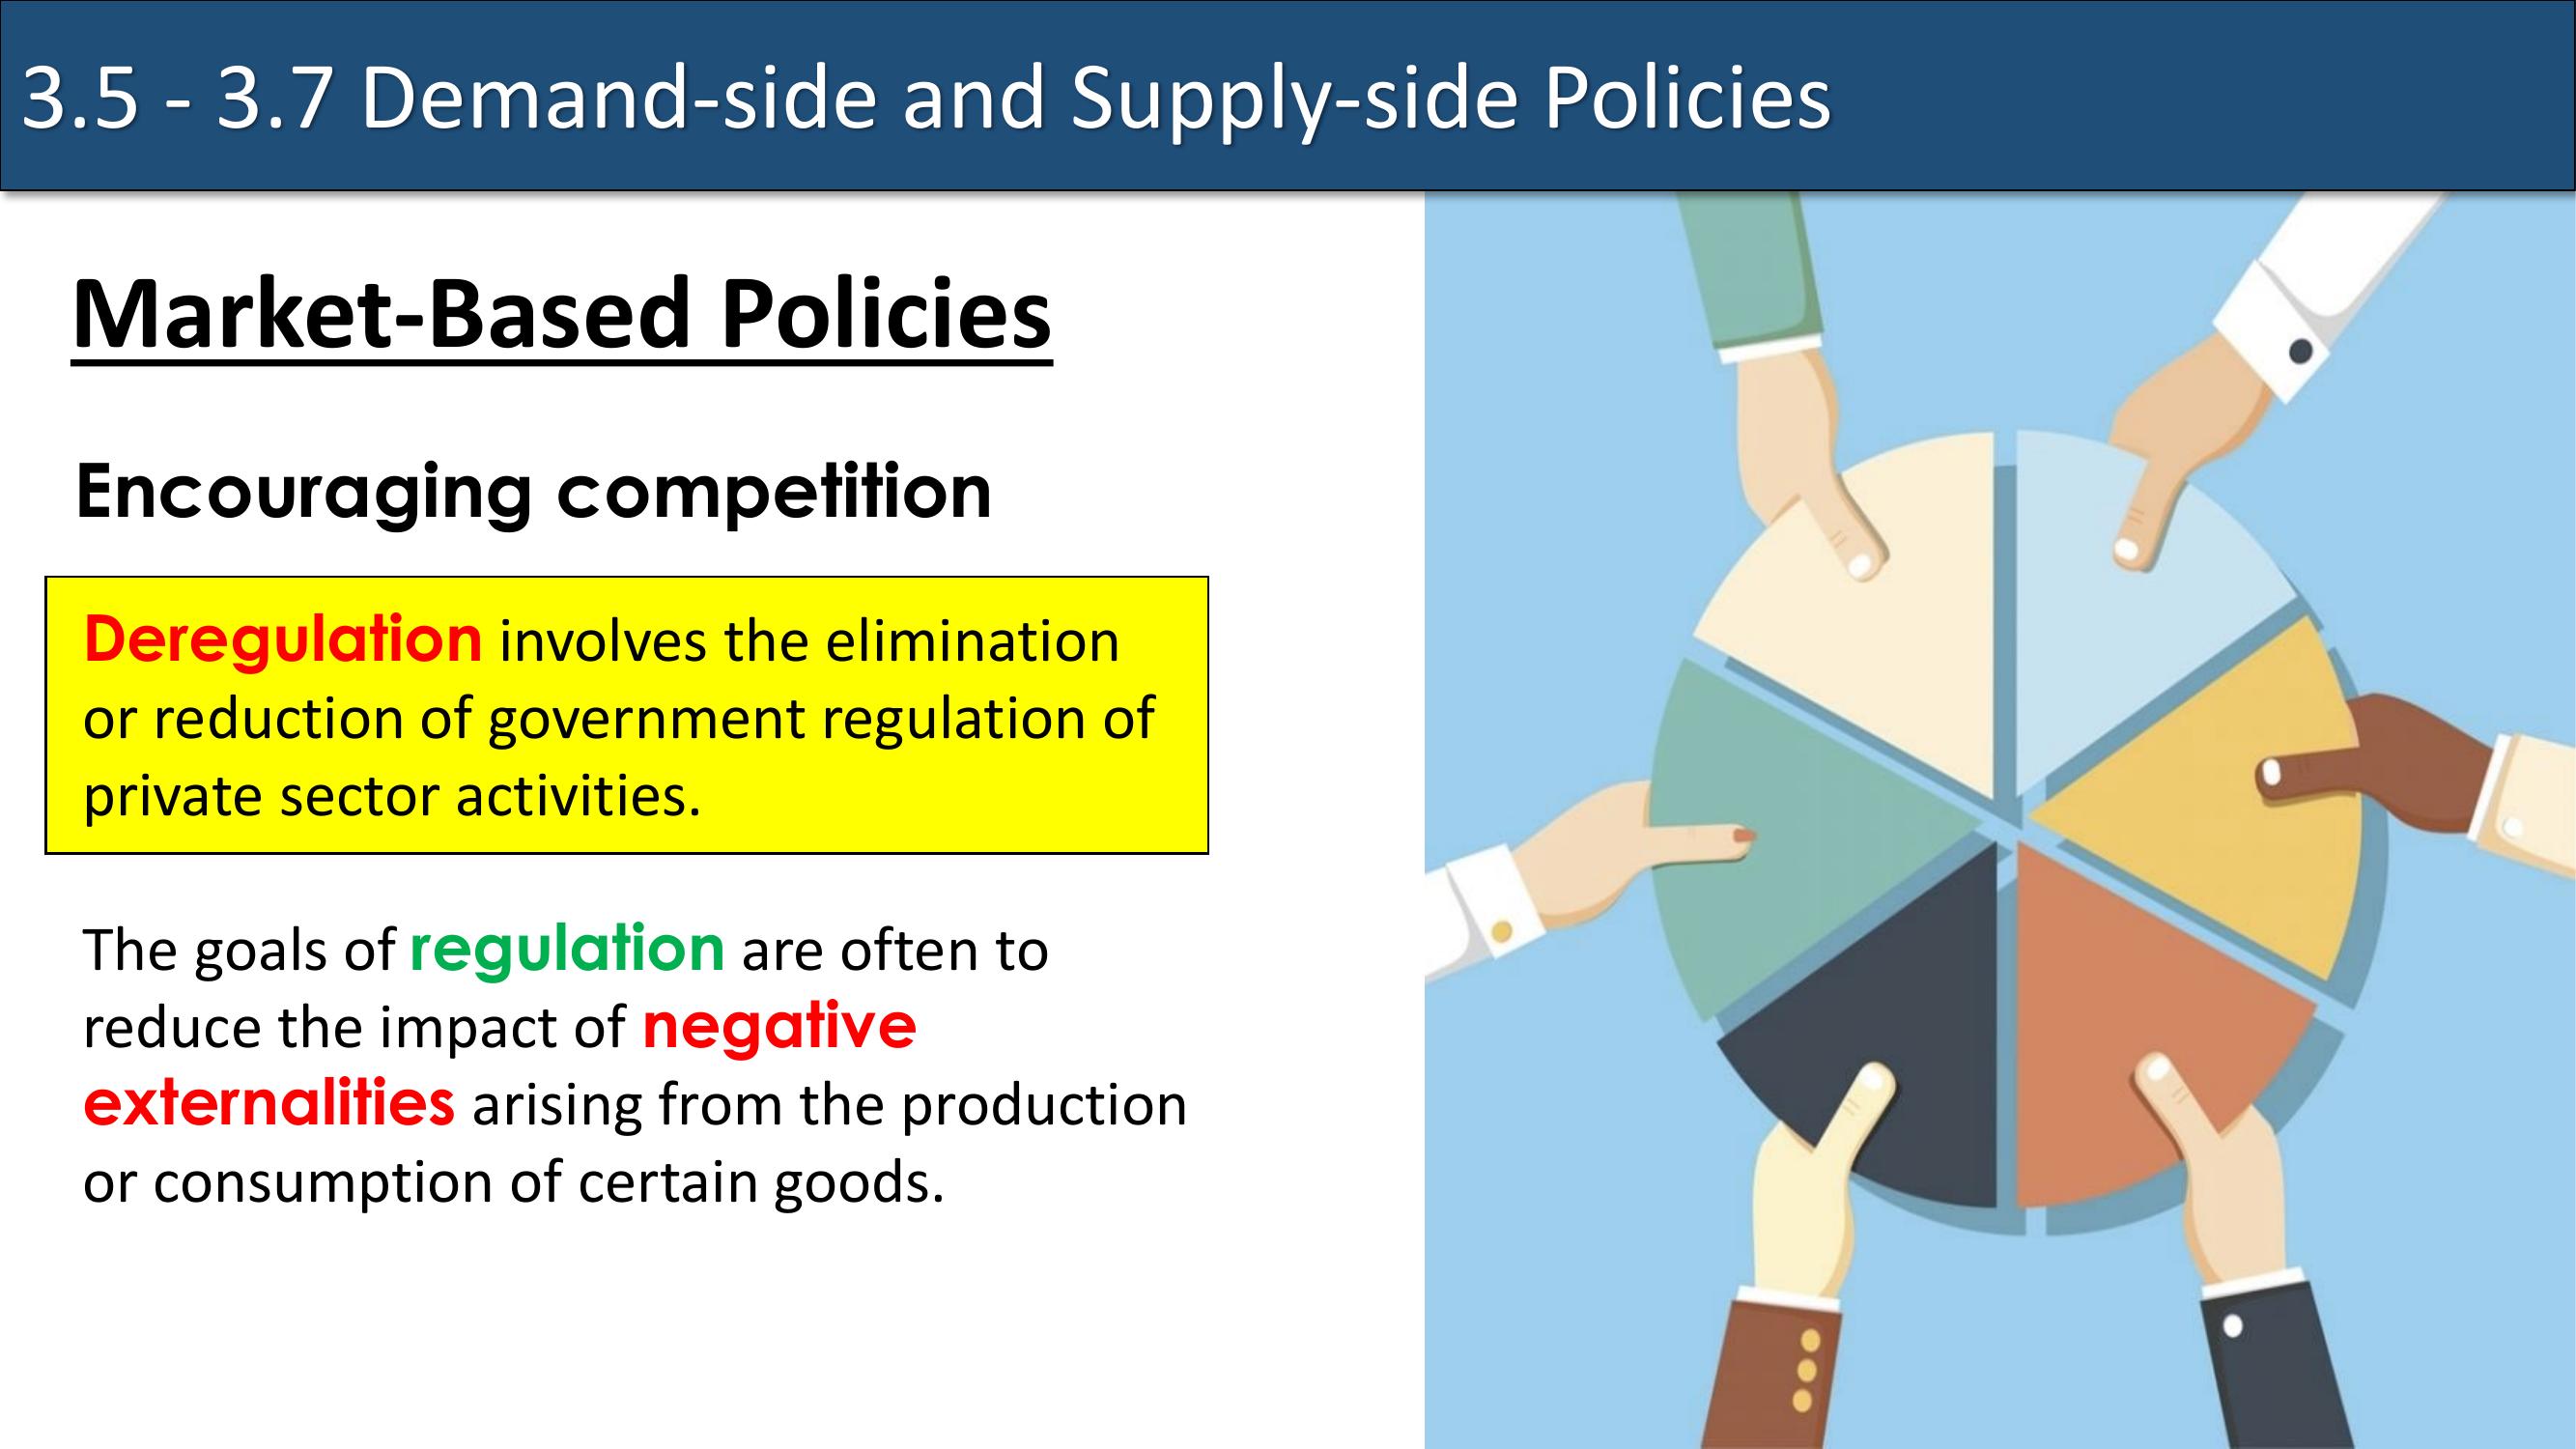 3.5 - 3.7 Demand-side and Supply-side Policies
Market-Based Policies
Encouraging competition
Deregulation involves the elimination
or reduction of government regulation of
private sector activities.
The goals of regulation are often to
reduce the impact of negative
externalities arising from the production
or consumption of certain goods.